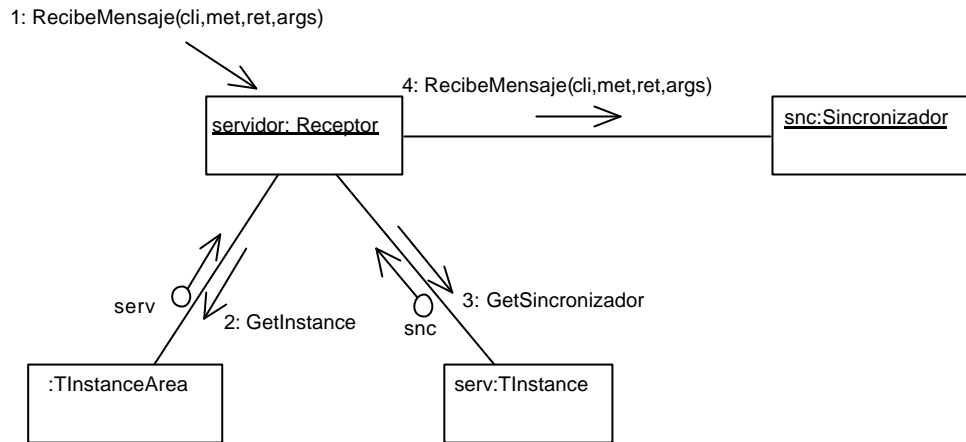 1: RecibeMensaje(cli,met,ret,args)
4: RecibeMensaje(cli,met,ret,args)
servidor: Receptor
snc:Sincronizador
serv
2: GetInstance
snc
3: GetSincronizador
:TInstanceArea
serv:TInstance